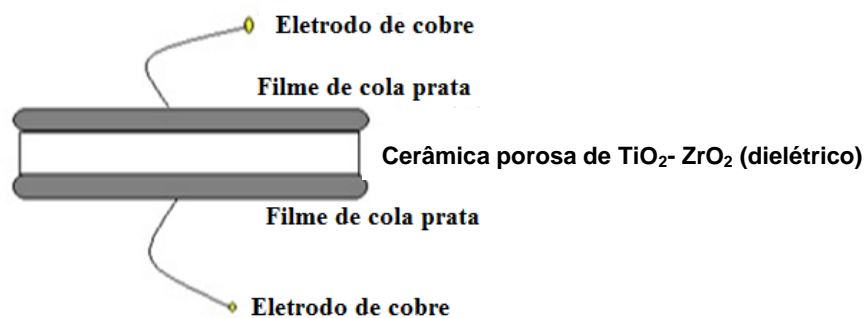 Eletrodo de cobre
Filme de cola prata
Cerâmica porosa de TiO₂- ZrO₂ (dielétrico)
Filme de cola prata
Eletrodo de cobre